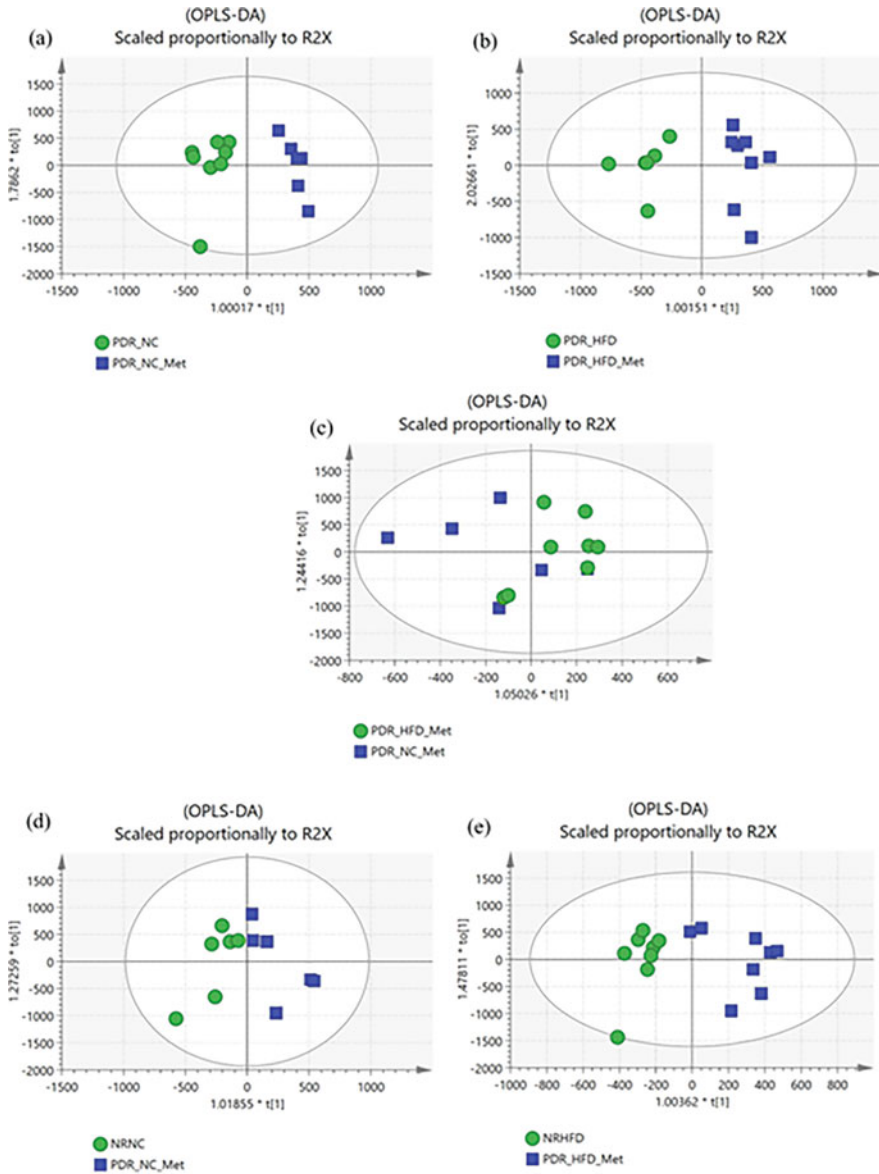 (a)
(OPLS-DA)
Scaled proportionally to R2X
1500
1000
500
0
-500
-1000
-1500
-2000
1.7862 * to[1]
-1500 -1000 -500 0 500 1000
1.00017 * t[1]
PDR_NC
PDR_NC_Met
(b)
(OPLS-DA)
Scaled proportionally to R2X
1000
500
0
-500
-1000
-1500
2.02661 * to[1]
-1500 -1000 -500 0 500 1000
1.00151 * t[1]
PDR_HFD
PDR_HFD_Met
(c)
(OPLS-DA)
Scaled proportionally to R2X
1500
1000
500
0
-500
-1000
-1500
-2000
1.24416 * to[1]
-800 -600 -400 -200 0 200 400 600
1.05026 * t[1]
PDR_HFD_Met
PDR_NC_Met
(d)
(OPLS-DA)
Scaled proportionally to R2X
1500
1000
500
0
-500
-1000
-1500
-2000
1.27259 * to[1]
-1500 -1000 -500 0 500 1000
1.01855 * t[1]
NRNC
PDR_NC_Met
(e)
(OPLS-DA)
Scaled proportionally to R2X
1500
1000
500
0
-500
-1000
-1500
-2000
1.47811 * to[1]
-1000 -800 -600 -400 -200 0 200 400 600 800
1.00362 * t[1]
NRHFD
PDR_HFD_Met